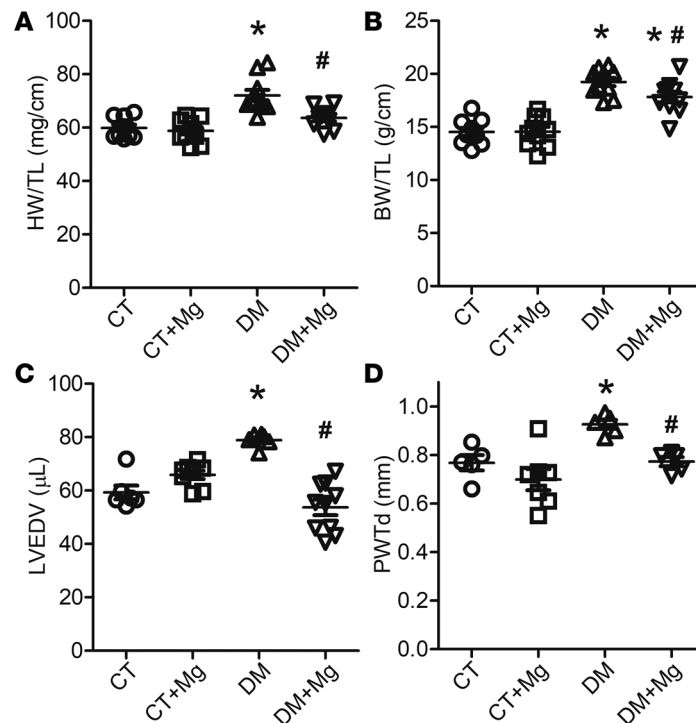 A
HW/TL (mg/cm)
100
80
60
40
20
0
*
#
CT
CT+Mg
DM
DM+Mg
B
BW/TL (g/cm)
25
20
15
10
5
0
*
* #
CT
CT+Mg
DM
DM+Mg
C
LVEDV (μL)
100
80
60
40
20
0
*
#
CT
CT+Mg
DM
DM+Mg
D
PWTd (mm)
1.0
0.8
0.6
0.4
0.2
0.0
*
#
CT
CT+Mg
DM
DM+Mg